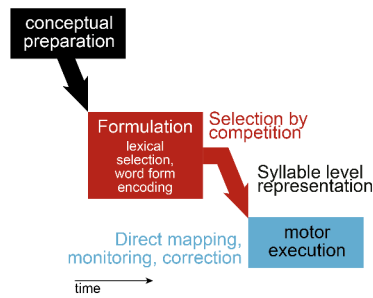 conceptual
preparation
Formulation
lexical
selection,
word form
encoding
Selection by
competition
Syllable level
representation
Direct mapping,
monitoring, correction
motor
execution
time